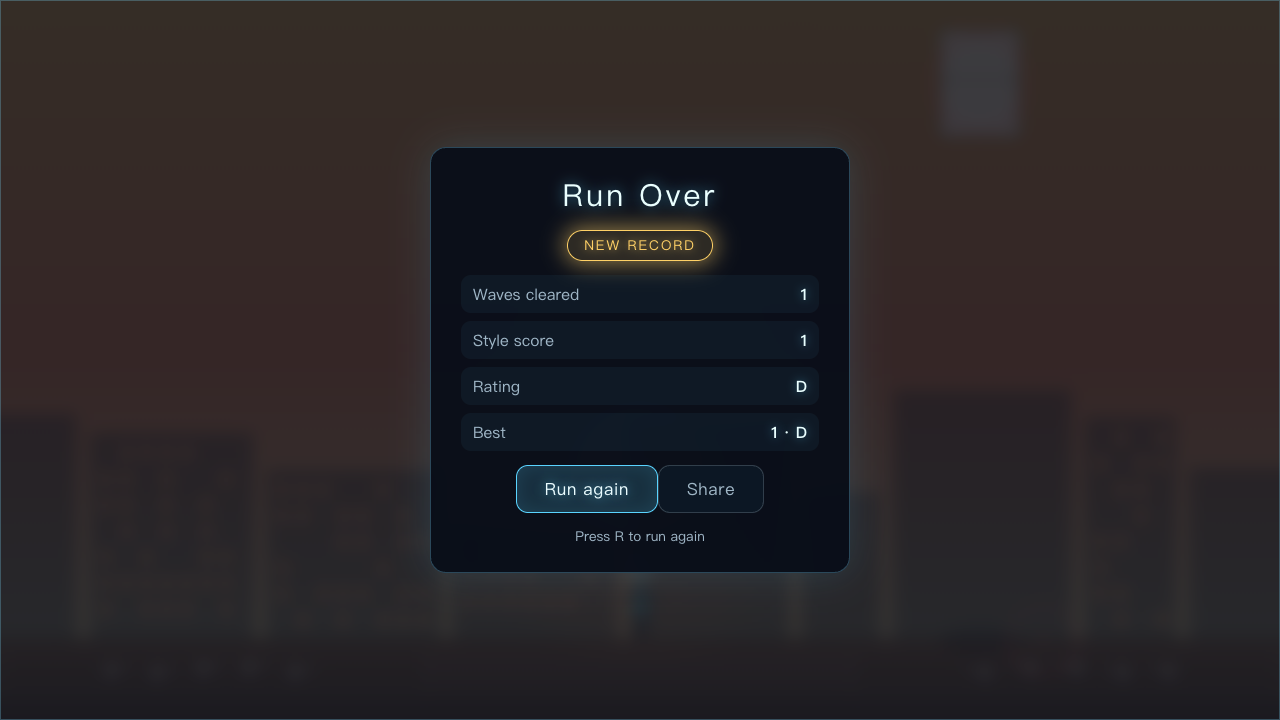 Run Over
NEW RECORD
Waves cleared 1
Style score 1
Rating D
Best 1 · D
Run again Share
Press R to run again